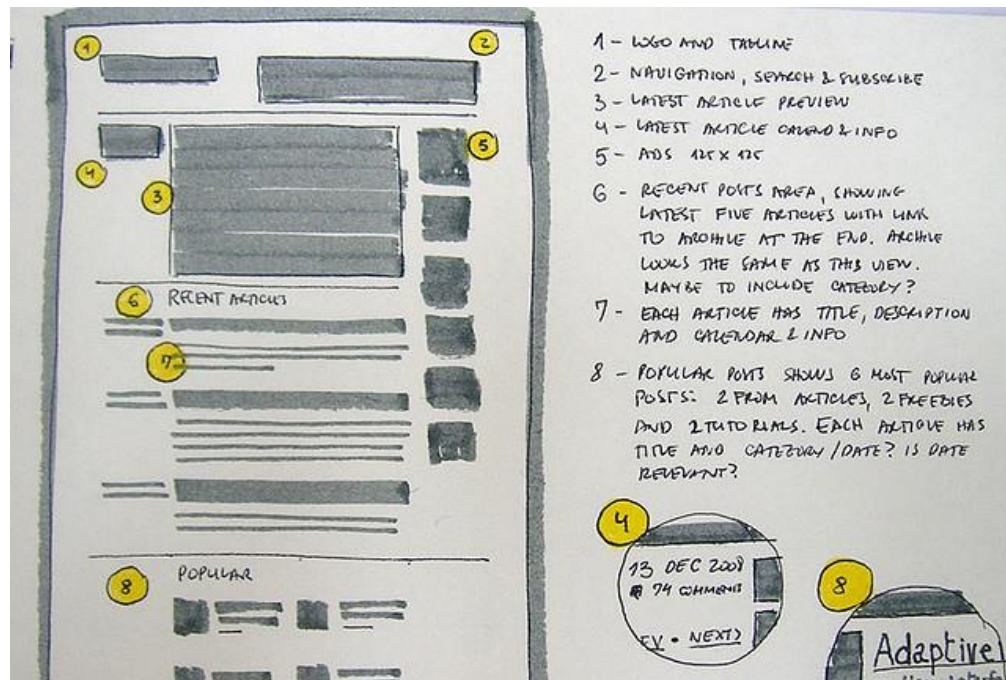 1
2
4
3
5
6 RECENT ARTICLES
7
8 POPULAR
1 - LOGO AND TAGLINE
2 - NAVIGATION, SEARCH & SUBSCRIBE
3 - LATEST ARTICLE PREVIEW
4 - LATEST ARTICLE CALEND & INFO
5 - ADS 125 x 125
6 - RECENT POSTS AREA, SHOWING
LATEST FIVE ARTICLES WITH LINK
TO ARCHIVE AT THE END. ARCHIVE
LOOKS THE SAME AS THIS VIEW.
MAYBE TO INCLUDE CATEGORY?
7 - EACH ARTICLE HAS TITLE, DESCRIPTION
AND CALENDAR & INFO
8 - POPULAR POSTS SHOWS 6 MOST POPULAR
POSTS: 2 FROM ARTICLES, 2 FREEBIES
AND 2 TUTORIALS. EACH ARTICLE HAS
TITLE AND CATEGORY / DATE? IS DATE
RELEVANT?
4
13 DEC 2008
74 COMMENTS
EV • NEXT>
8
Adaptive